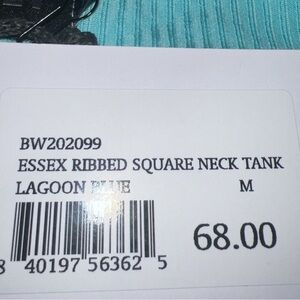 BW202099
ESSEX RIBBED SQUARE NECK TANK
LAGOON BLUE M
68.00
8 40197 56362 5